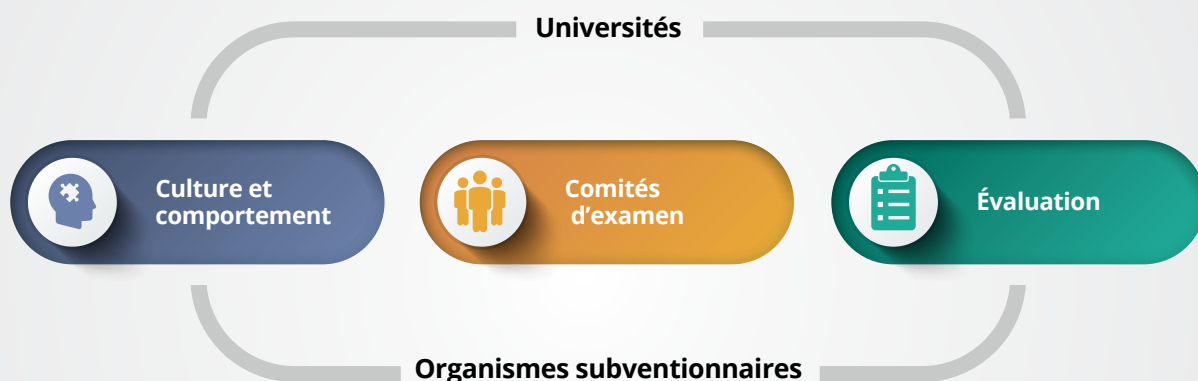 Universités
Culture et
comportement
Comités
d’examen
Évaluation
Organismes subventionnaires